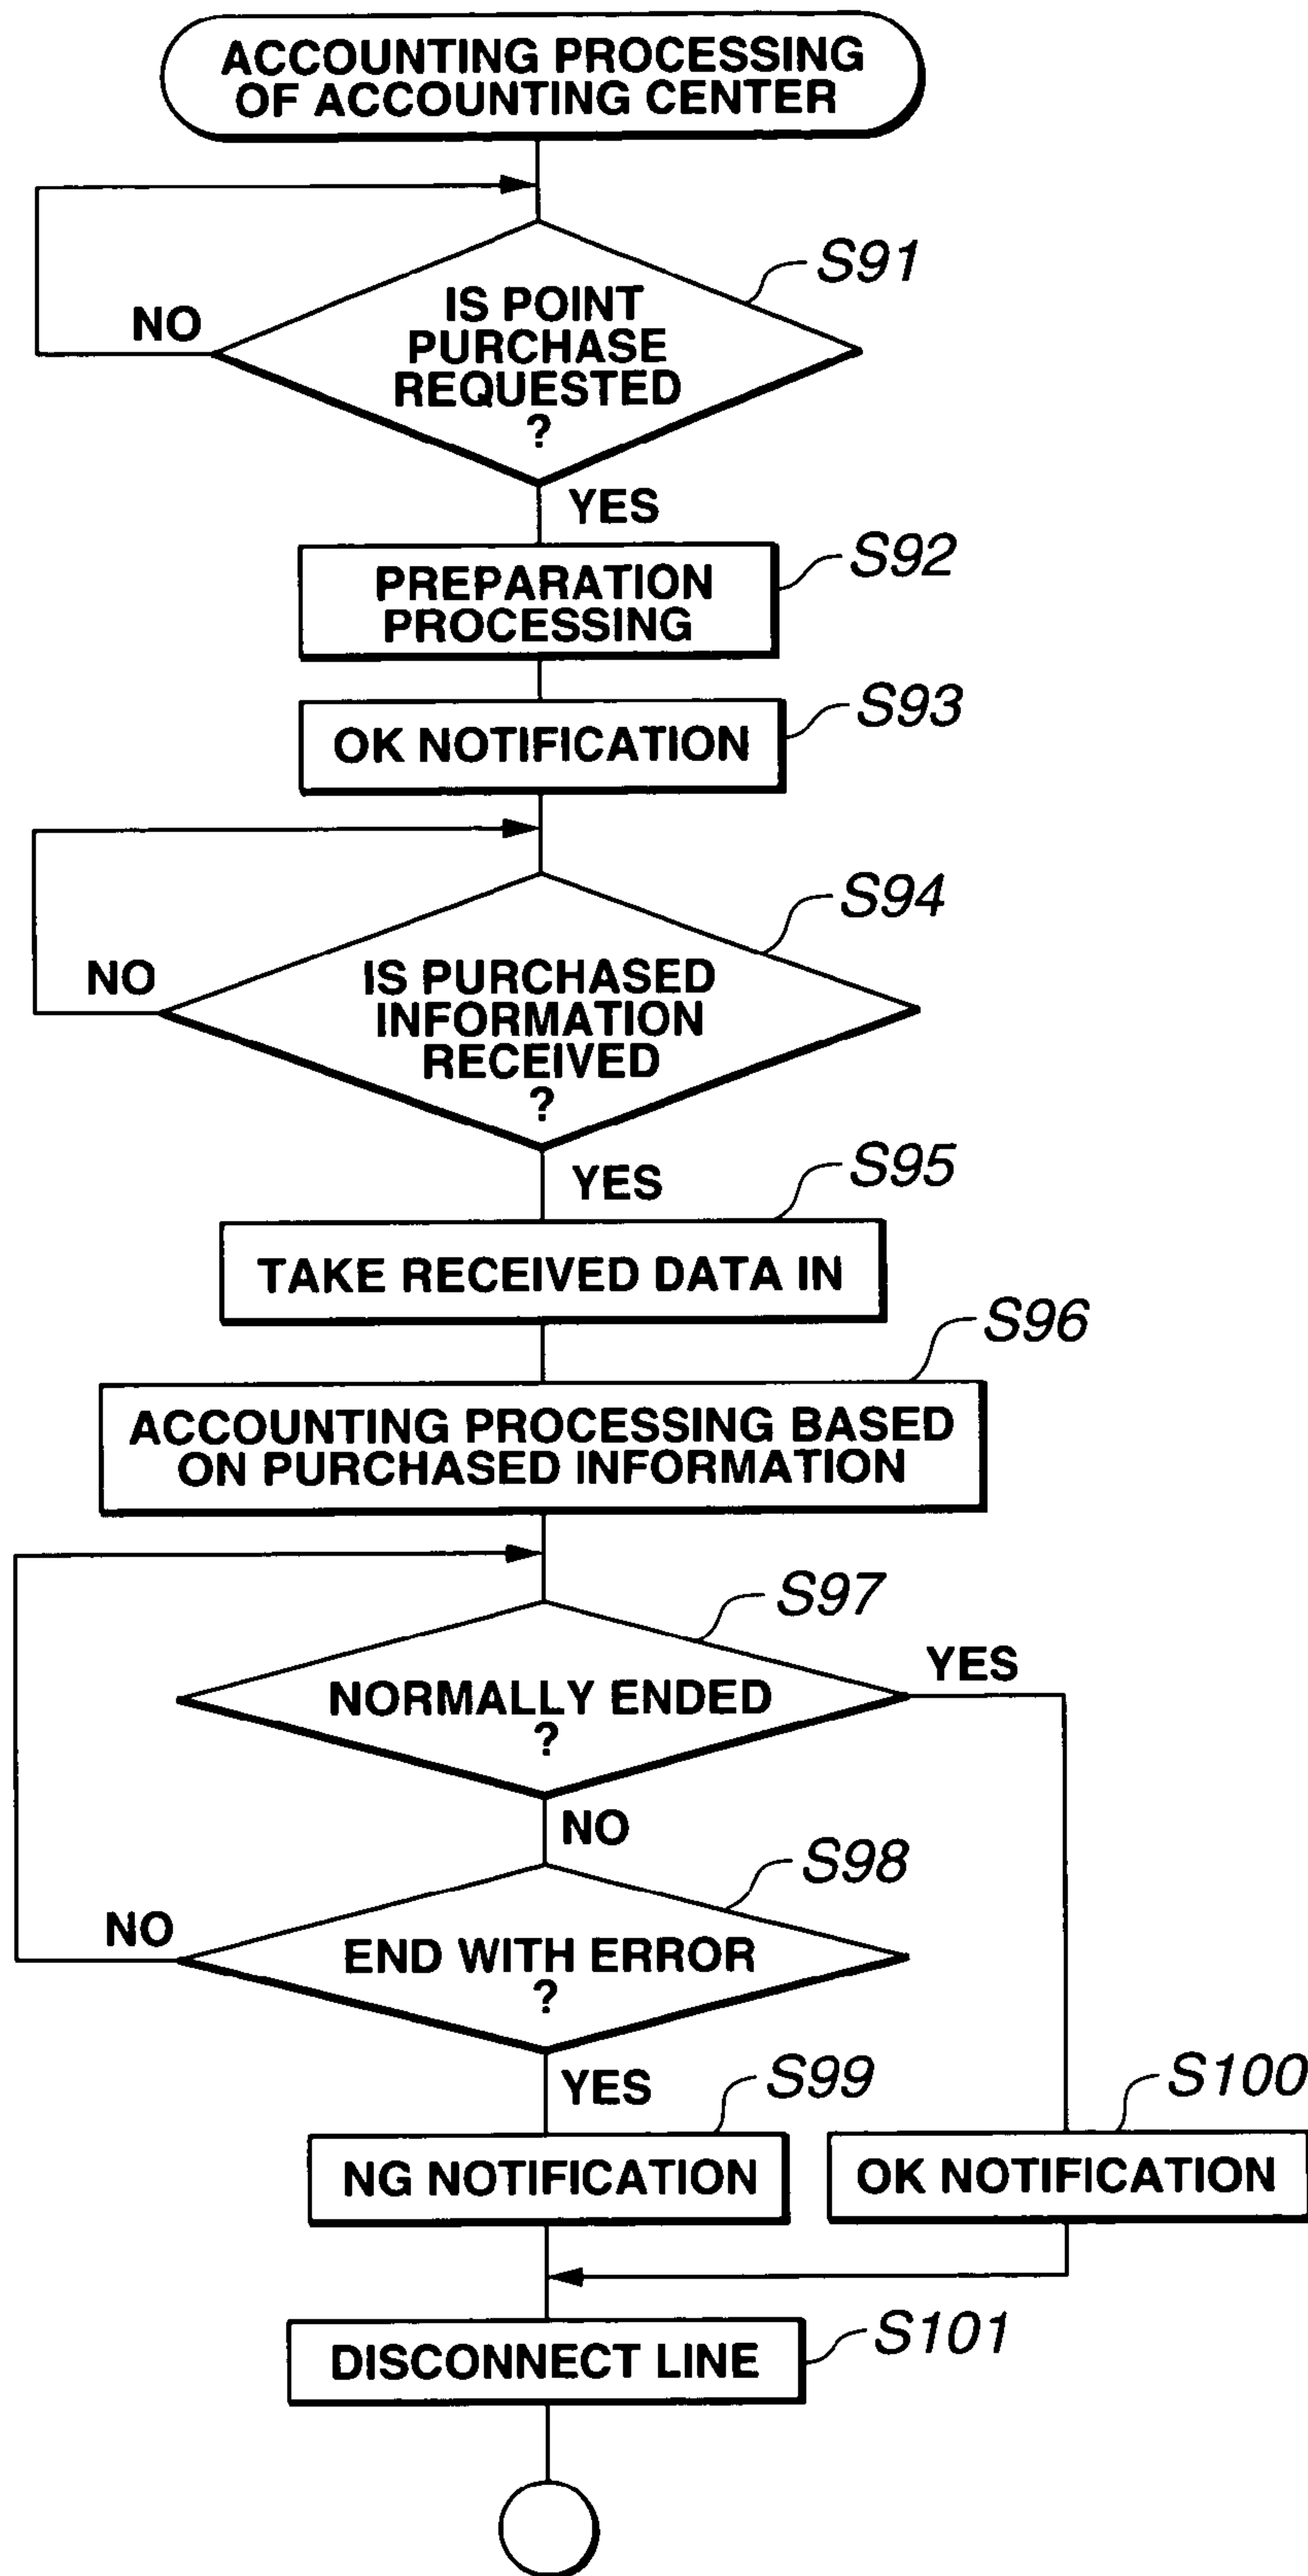 ACCOUNTING PROCESSING
OF ACCOUNTING CENTER
S91
NO
IS POINT
PURCHASE
REQUESTED
?
YES
S92
PREPARATION
PROCESSING
S93
OK NOTIFICATION
S94
NO
IS PURCHASED
INFORMATION
RECEIVED
?
YES
S95
TAKE RECEIVED DATA IN
S96
ACCOUNTING PROCESSING BASED
ON PURCHASED INFORMATION
S97
YES
NORMALLY ENDED
?
NO
S98
NO
END WITH ERROR
?
YES
S99
S100
NG NOTIFICATION
OK NOTIFICATION
S101
DISCONNECT LINE